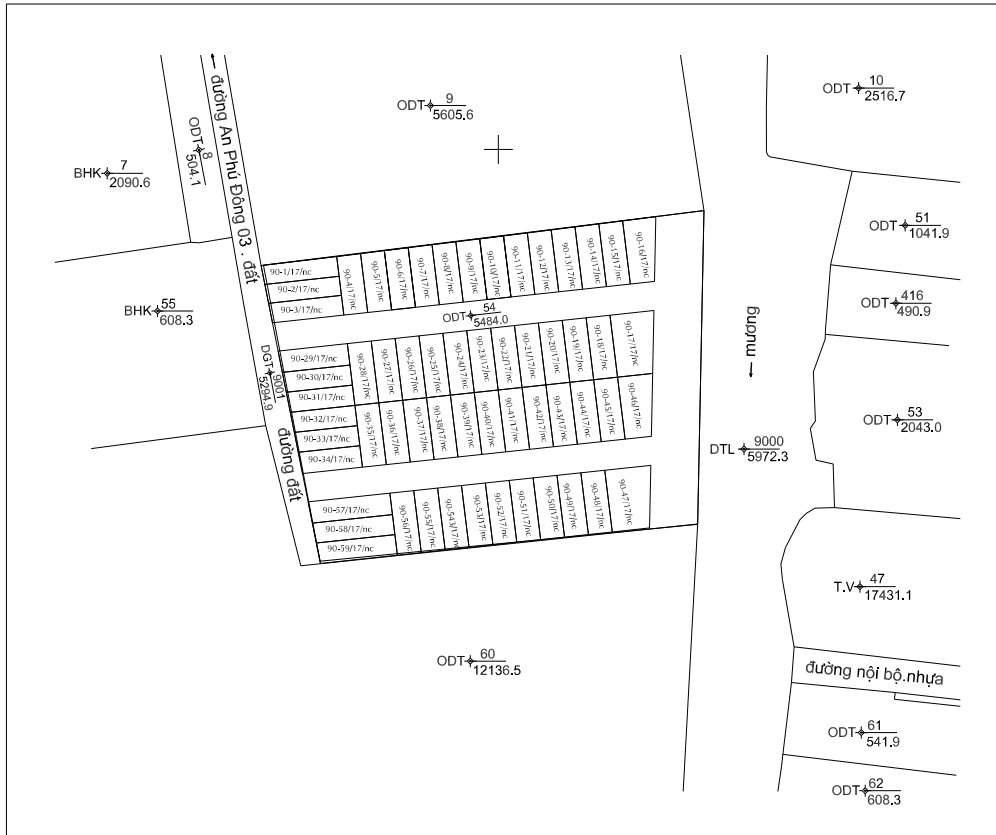 ← đường An Phú Đông 03 . đất
ODT 9
5605.6
ODT 10
2516.7
ODT 8
504.1
BHK 7
2090.6
ODT 51
1041.9
BHK 55
608.3
ODT 416
490.9
90-1/17/nc
90-2/17/nc
90-3/17/nc
90-4/17/nc
90-5/17/nc
90-6/17/nc
90-7/17/nc
90-8/17/nc
90-9/17/nc
90-10/17/nc
90-11/17/nc
90-12/17/nc
90-13/17/nc
90-14/17/nc
90-15/17/nc
90-16/17/nc
ODT 54
5484.0
← mương
DGT 9001
5294.9
90-29/17/nc
90-30/17/nc
90-31/17/nc
90-28/17/nc
90-27/17/nc
90-26/17/nc
90-25/17/nc
90-24/17/nc
90-23/17/nc
90-22/17/nc
90-21/17/nc
90-20/17/nc
90-19/17/nc
90-18/17/nc
90-17/17/nc
90-32/17/nc
90-33/17/nc
90-34/17/nc
90-35/17/nc
90-36/17/nc
90-37/17/nc
90-38/17/nc
90-39/17/nc
90-40/17/nc
90-41/17/nc
90-42/17/nc
90-43/17/nc
90-44/17/nc
90-45/17/nc
90-46/17/nc
ODT 53
2043.0
DTL 9000
5972.3
đường đất
90-57/17/nc
90-58/17/nc
90-59/17/nc
90-56/17/nc
90-55/17/nc
90-543/17/nc
90-53/17/nc
90-52/17/nc
90-51/17/nc
90-50/17/nc
90-49/17/nc
90-48/17/nc
90-47/17/nc
T.V 47
17431.1
ODT 60
12136.5
đường nội bộ.nhựa
ODT 61
541.9
ODT 62
608.3